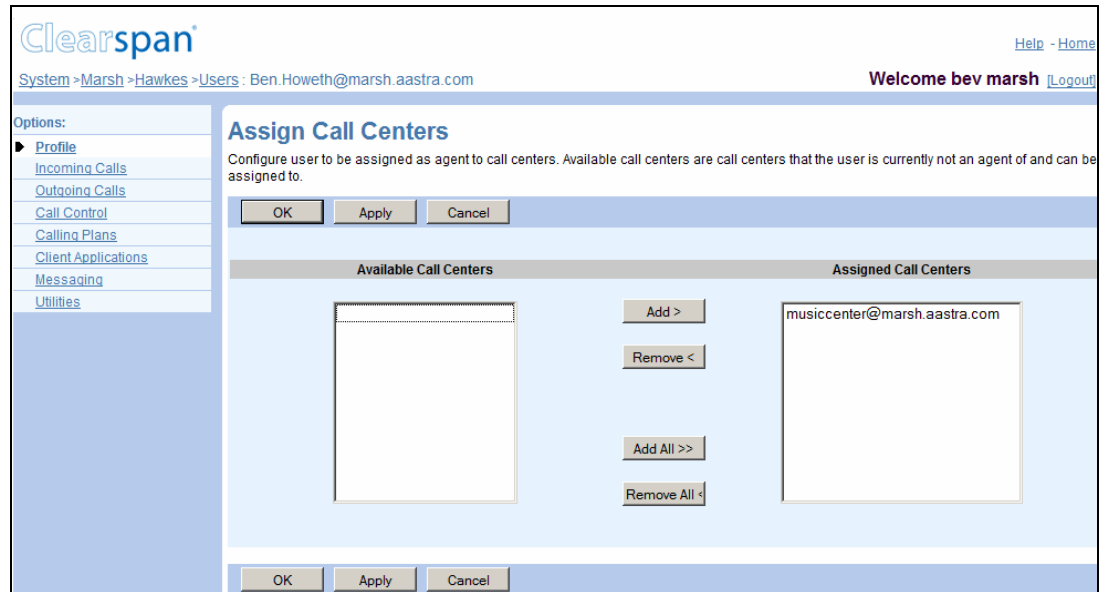 Clearspan
Help - Home
System >Marsh >Hawkes >Users : Ben.Howeth@marsh.aastra.com
Welcome bev marsh [Logout]
Options:
Profile
Incoming Calls
Outgoing Calls
Call Control
Calling Plans
Client Applications
Messaging
Utilities
Assign Call Centers
Configure user to be assigned as agent to call centers. Available call centers are call centers that the user is currently not an agent of and can be
assigned to.
OK Apply Cancel
Available Call Centers Assigned Call Centers
Add >
musiccenter@marsh.aastra.com
Remove <
Add All >>
Remove All <
OK Apply Cancel